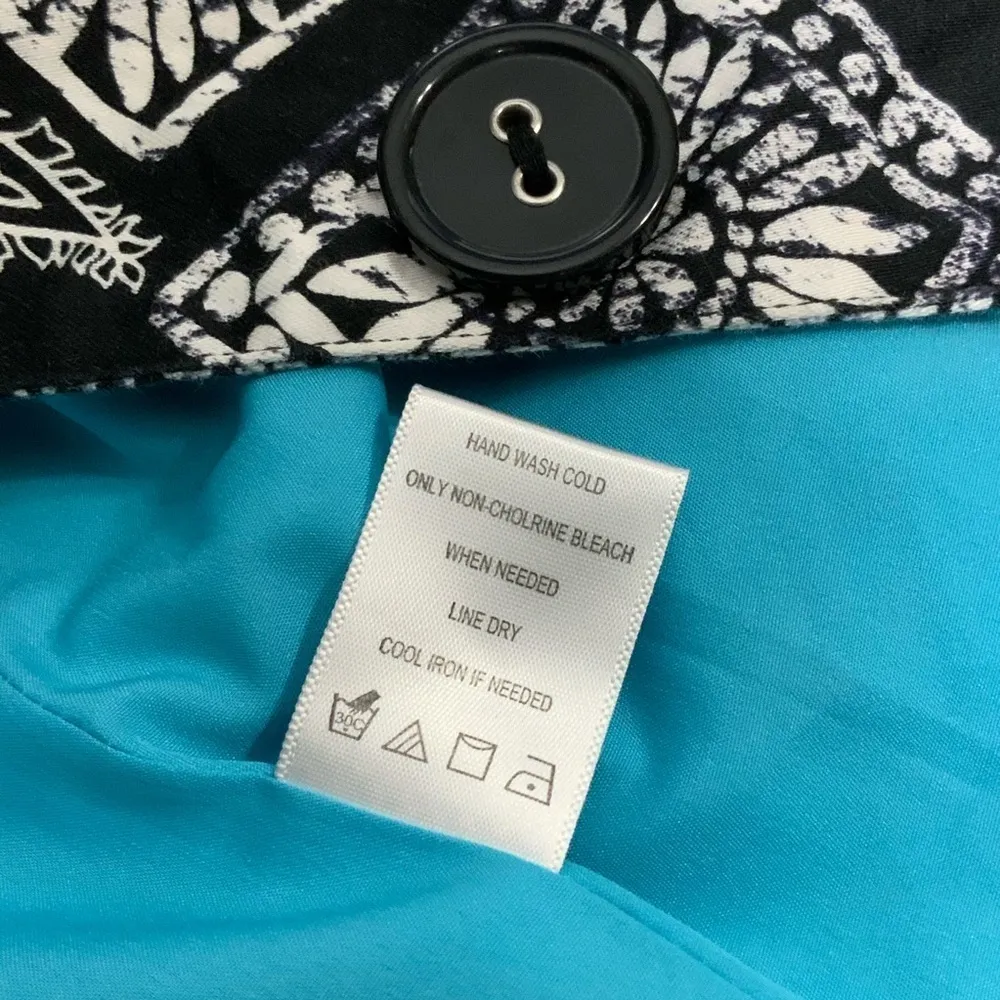 HAND WASH COLD
ONLY NON-CHOLRINE BLEACH
WHEN NEEDED
LINE DRY
COOL IRON IF NEEDED
30C